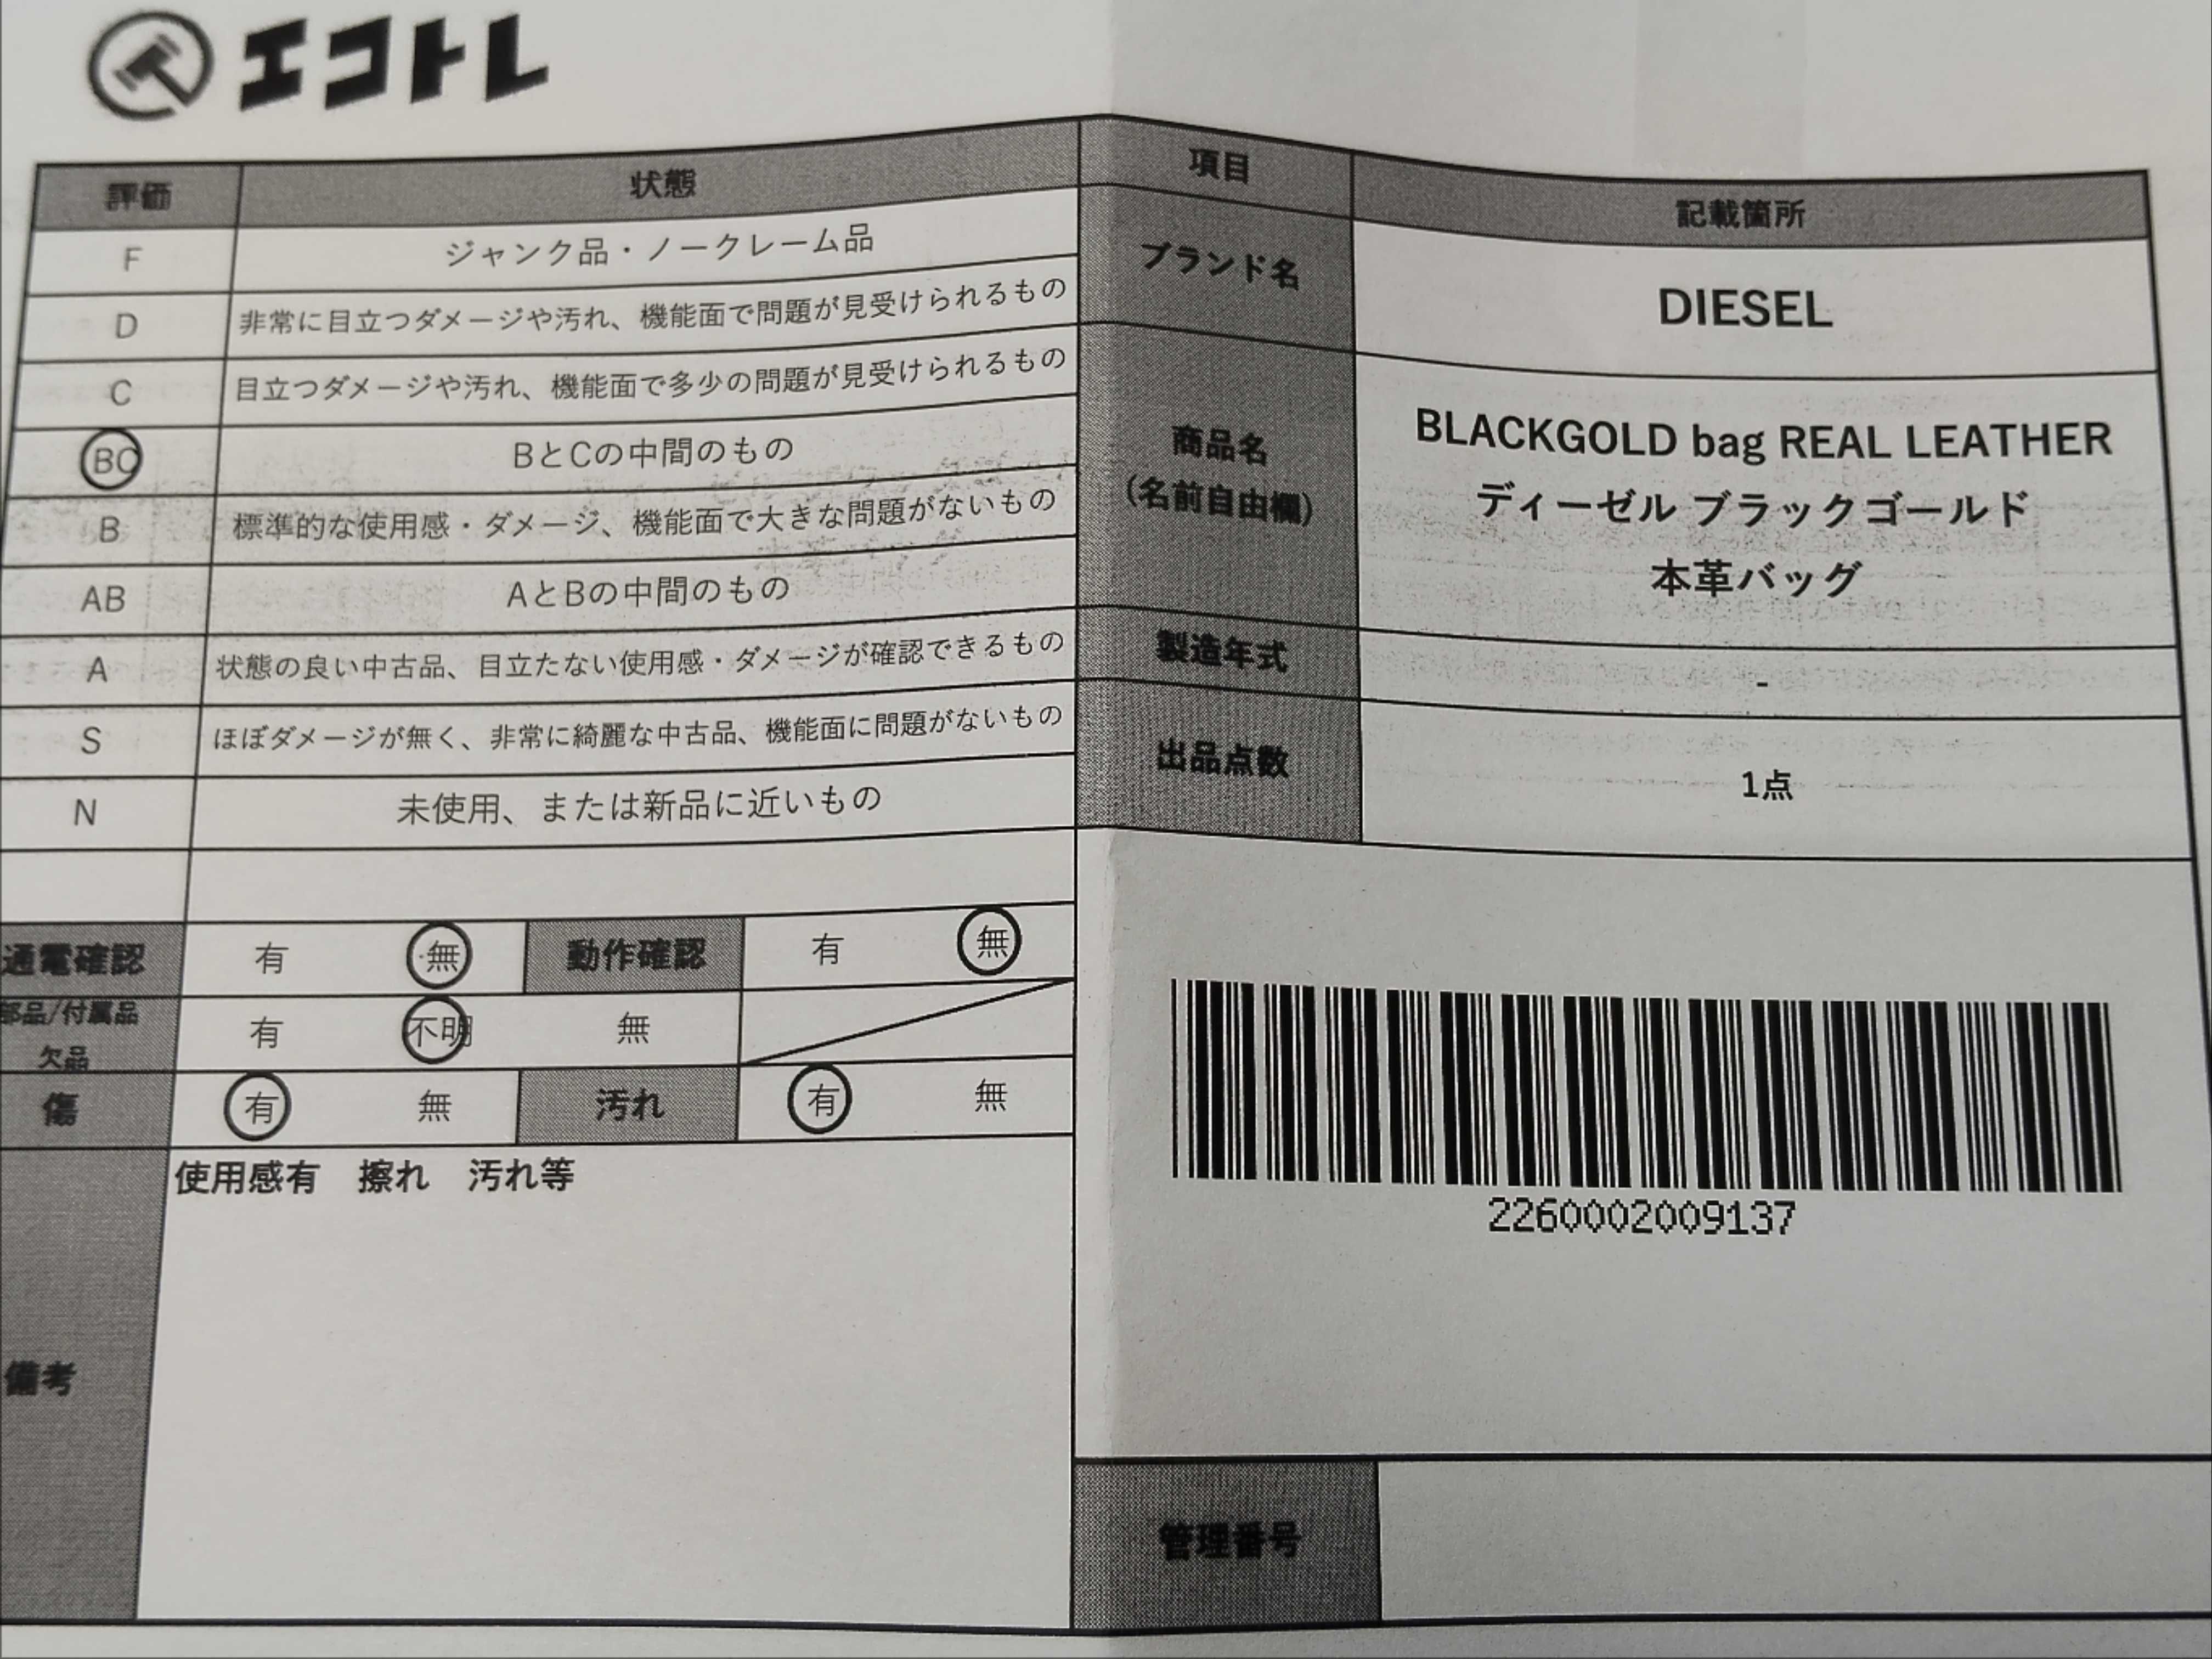 エコトレ
評価 状態
F ジャンク品・ノークレーム品
D 非常に目立つダメージや汚れ、機能面で問題が見受けられるもの
C 目立つダメージや汚れ、機能面で多少の問題が見受けられるもの
BC BとCの中間のもの
B 標準的な使用感・ダメージ、機能面で大きな問題がないもの
AB AとBの中間のもの
A 状態の良い中古品、目立たない使用感・ダメージが確認できるもの
S ほぼダメージが無く、非常に綺麗な中古品、機能面に問題がないもの
N 未使用、または新品に近いもの
通電確認 有 無 動作確認 有 無
部品/付属品
欠品 有 不明 無
傷 有 無 汚れ 有 無
備考 使用感有 擦れ 汚れ等
項目 記載箇所
ブランド名 DIESEL
商品名
(名前自由欄)
BLACKGOLD bag REAL LEATHER
ディーゼル ブラックゴールド
本革バッグ
製造年式 -
出品点数 1点
2260002009137
管理番号